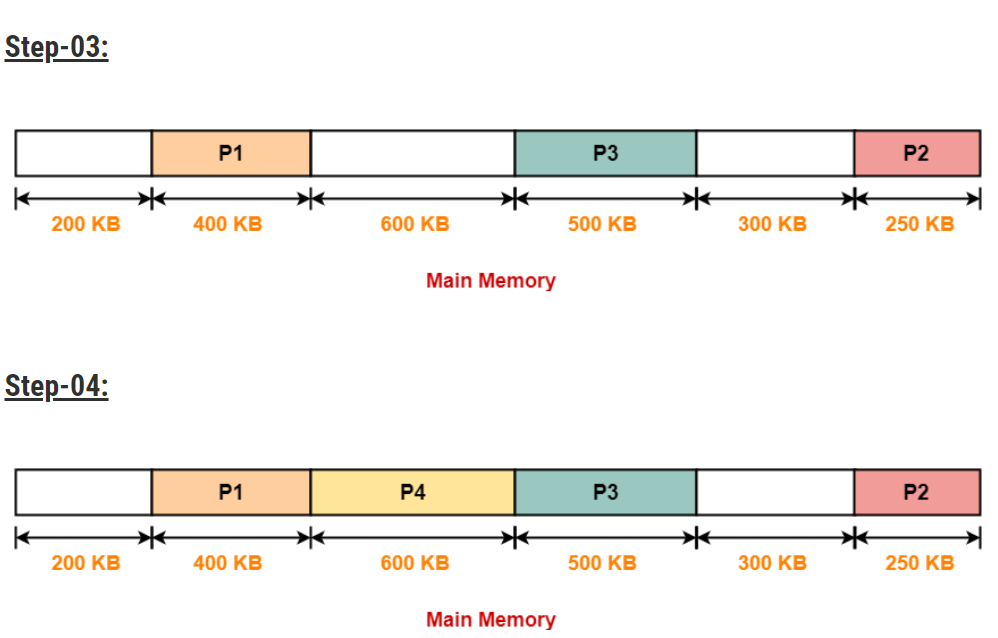 Step-03:
P1 P3 P2
200 KB 400 KB 600 KB 500 KB 300 KB 250 KB
Main Memory
Step-04:
P1 P4 P3 P2
200 KB 400 KB 600 KB 500 KB 300 KB 250 KB
Main Memory